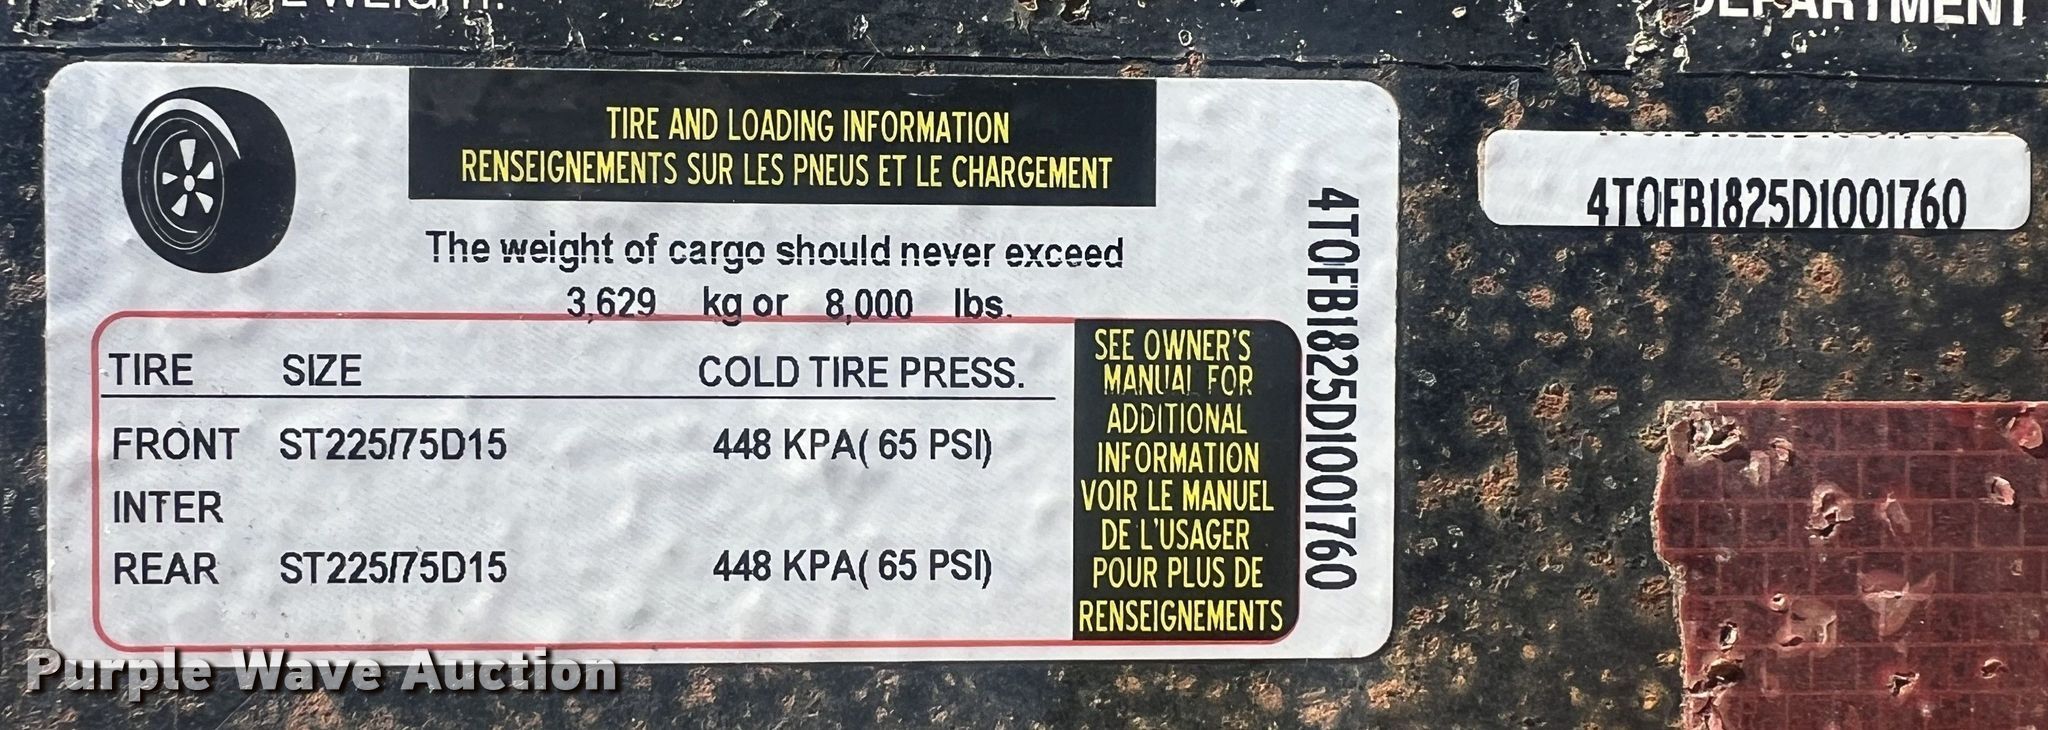 WEIGHT.
DEPARTMENT
TIRE AND LOADING INFORMATION
RENSEIGNEMENTS SUR LES PNEUS ET LE CHARGEMENT
The weight of cargo should never exceed
3,629 kg or 8,000 lbs.
TIRE SIZE COLD TIRE PRESS.
FRONT ST225/75D15 448 KPA( 65 PSI)
INTER
REAR ST225/75D15 448 KPA( 65 PSI)
SEE OWNER'S
MANUAL FOR
ADDITIONAL
INFORMATION
VOIR LE MANUEL
DE L'USAGER
POUR PLUS DE
RENSEIGNEMENTS
4T0FB1825D1001760
4T0FB1825D1001760
Purple Wave Auction